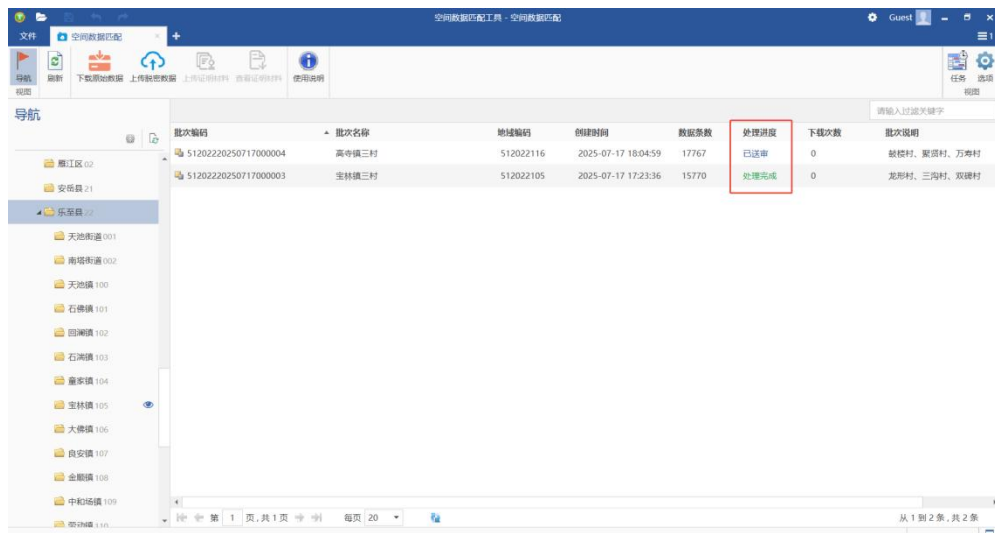 空间数据匹配工具 - 空间数据匹配
Guest
文件
空间数据匹配
1
导航
刷新
下载原始数据
上传脱密数据
上传证明材料
查看证明材料
使用说明
任务
选项
视图
视图
导航
请输入过滤关键字
批次编码 批次名称 地域编码 创建时间 数据条数 处理进度 下载次数 批次说明
51202220250717000004 高寺镇三村 512022116 2025-07-17 18:04:59 17767 已送审 0 鼓楼村、聚贤村、万寿村
51202220250717000003 宝林镇三村 512022105 2025-07-17 17:23:36 15770 处理完成 0 龙形村、三沟村、双碑村
雁江区 02
安岳县 21
乐至县 22
天池街道 001
南塔街道 002
天池镇 100
石佛镇 101
回澜镇 102
石湍镇 103
童家镇 104
宝林镇 105
大佛镇 106
良安镇 107
金顺镇 108
中和场镇 109
劳动镇 110
第 1 页,共 1 页 每页 20
从 1 到 2 条,共 2 条